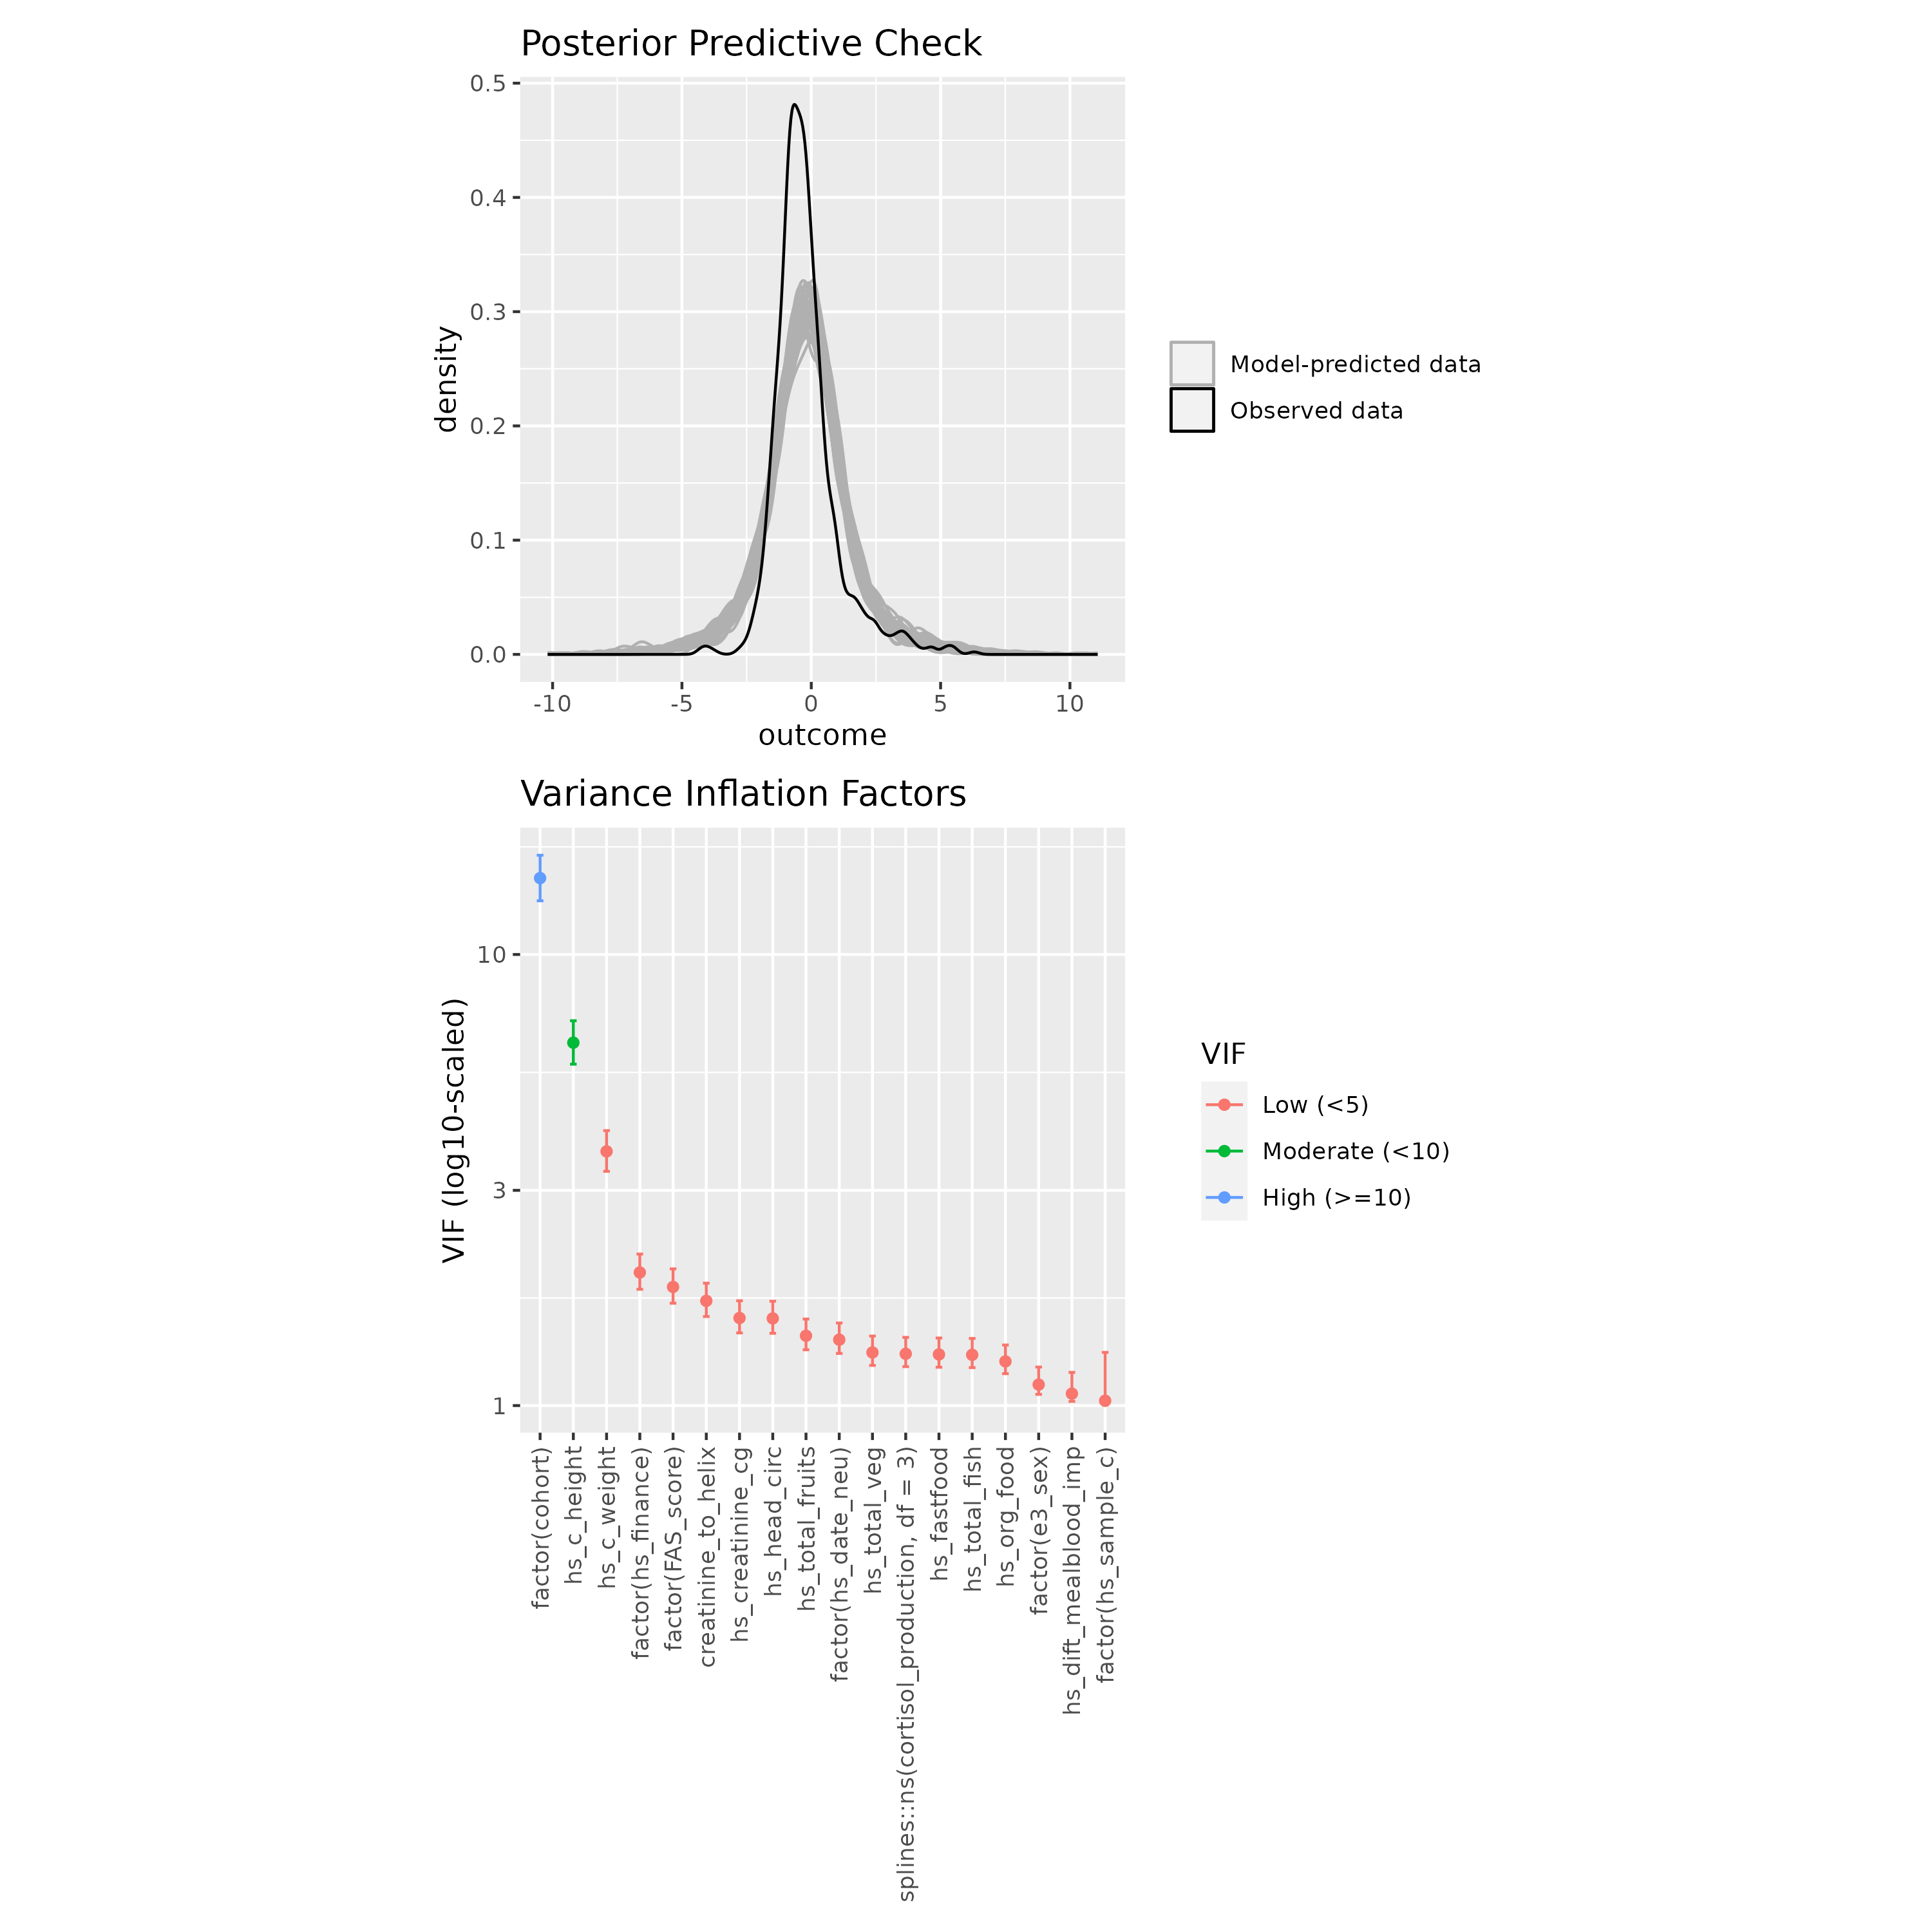 Posterior Predictive Check
0.5
0.4
0.3
0.2
0.1
0.0
density
-10 -5 0 5 10
outcome
Model-predicted data
Observed data
Variance Inflation Factors
10
3
1
VIF (log10-scaled)
factor(cohort)
hs_c_height
hs_c_weight
factor(hs_finance)
factor(FAS_score)
creatinine_to_helix
hs_creatinine_cg
hs_head_circ
hs_total_fruits
factor(hs_date_neu)
hs_total_veg
splines::ns(cortisol_production, df = 3)
hs_fastfood
hs_total_fish
hs_org_food
factor(e3_sex)
hs_dift_mealblood_imp
factor(hs_sample_c)
VIF
Low (<5)
Moderate (<10)
High (>=10)